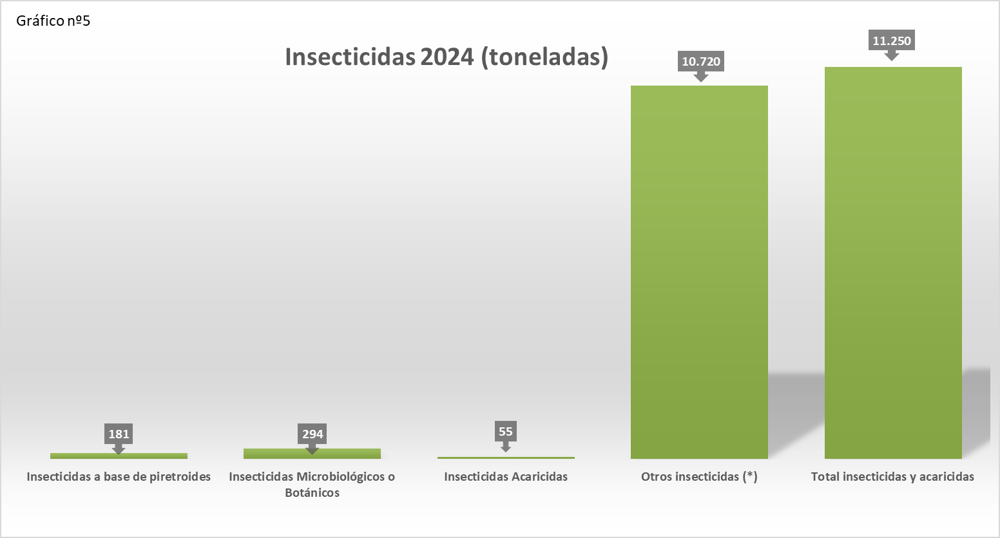 Gráfico nº5
Insecticidas 2024 (toneladas)
11.250
10.720
181
294
55
Insecticidas a base de piretroides
Insecticidas Microbiológicos o
Botánicos
Insecticidas Acaricidas
Otros insecticidas (*)
Total insecticidas y acaricidas